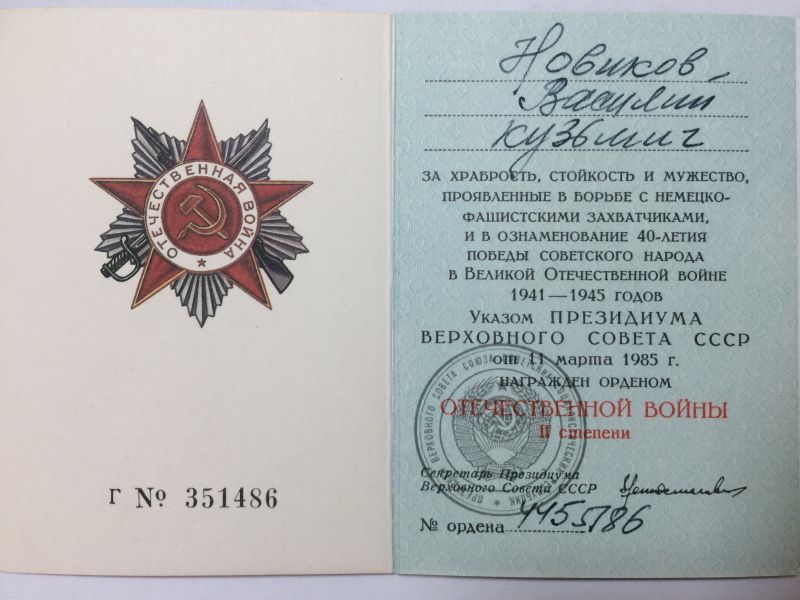 ОТЕЧЕСТВЕННАЯ ВОЙНА
Г № 351486
Новиков
Василий
Кузьмич
ЗА ХРАБРОСТЬ, СТОЙКОСТЬ И МУЖЕСТВО,
ПРОЯВЛЕННЫЕ В БОРЬБЕ С НЕМЕЦКО-
ФАШИСТСКИМИ ЗАХВАТЧИКАМИ,
И В ОЗНАМЕНОВАНИЕ 40-ЛЕТИЯ
ПОБЕДЫ СОВЕТСКОГО НАРОДА
В ВЕЛИКОЙ ОТЕЧЕСТВЕННОЙ ВОЙНЕ
1941—1945 ГОДОВ
УКАЗОМ ПРЕЗИДИУМА
ВЕРХОВНОГО СОВЕТА СССР
от 11 марта 1985 г.
НАГРАЖДЕН ОРДЕНОМ
ОТЕЧЕСТВЕННОЙ ВОЙНЫ
II степени
Секретарь Президиума
Верховного Совета СССР
№ ордена 4455786